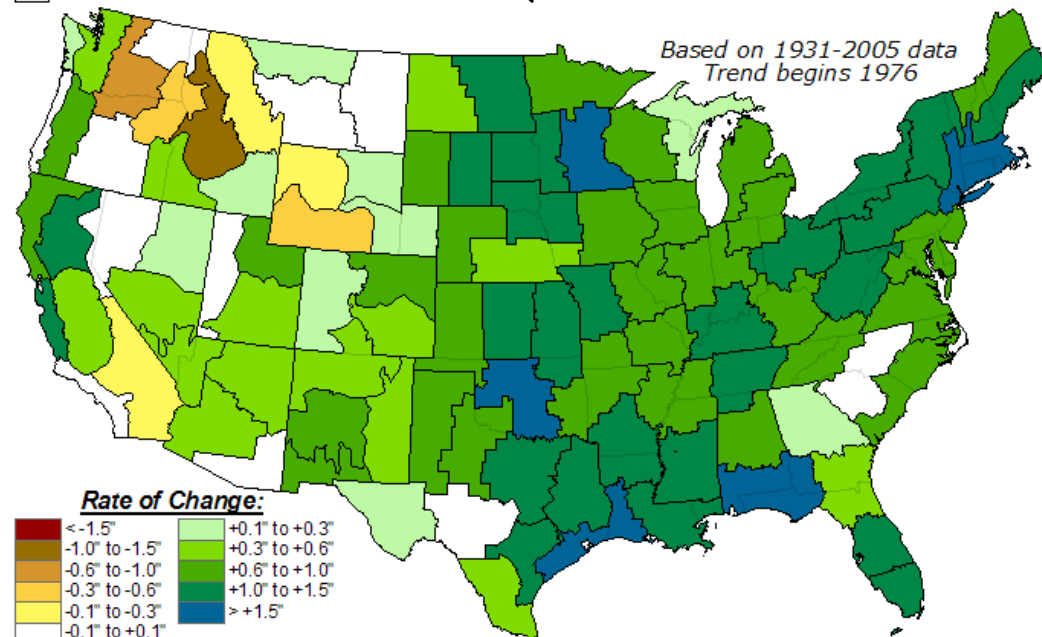 Based on 1931-2005 data
Trend begins 1976
Rate of Change:
< -1.5"
-1.0" to -1.5"
-0.6" to -1.0"
-0.3" to -0.6"
-0.1" to -0.3"
-0.1" to +0.1"
+0.1" to +0.3"
+0.3" to +0.6"
+0.6" to +1.0"
+1.0" to +1.5"
> +1.5"